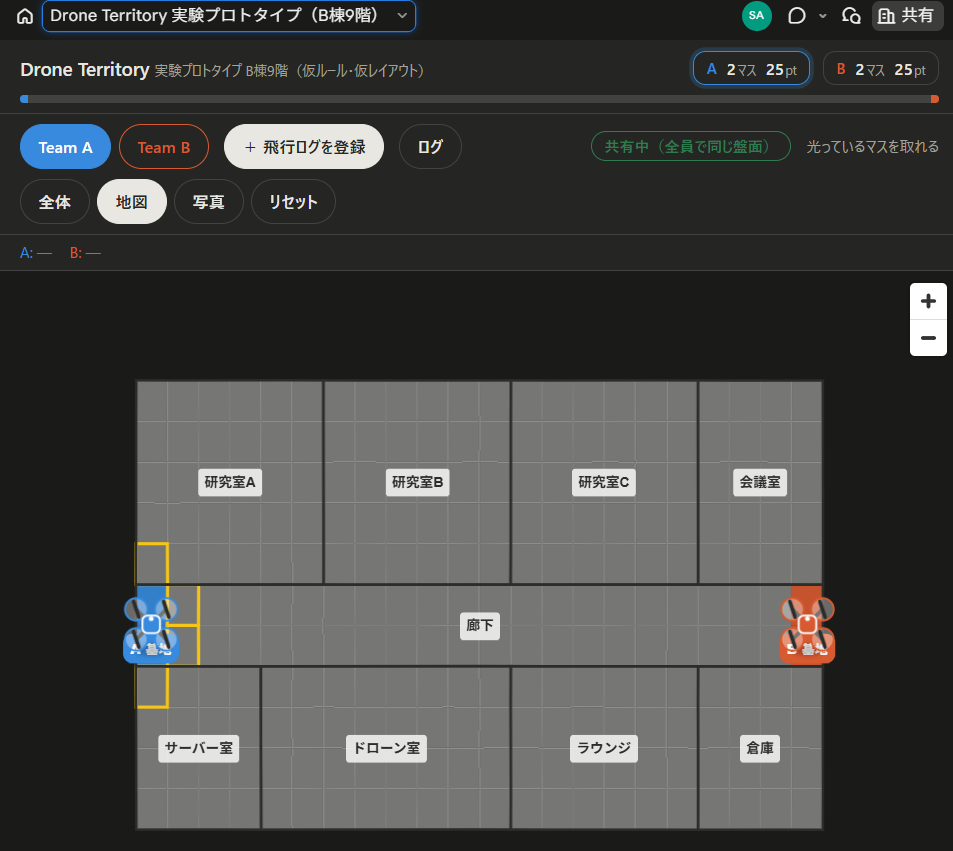 Drone Territory 実験プロトタイプ（B棟9階）
SA
共有
Drone Territory 実験プロトタイプ B棟9階（仮ルール・仮レイアウト）
A 2マス 25pt
B 2マス 25pt
Team A
Team B
＋ 飛行ログを登録
ログ
共有中（全員で同じ盤面）
光っているマスを取れる
全体
地図
写真
リセット
A: —
B: —
+
−
研究室A
研究室B
研究室C
会議室
廊下
A 基地
B 基地
サーバー室
ドローン室
ラウンジ
倉庫